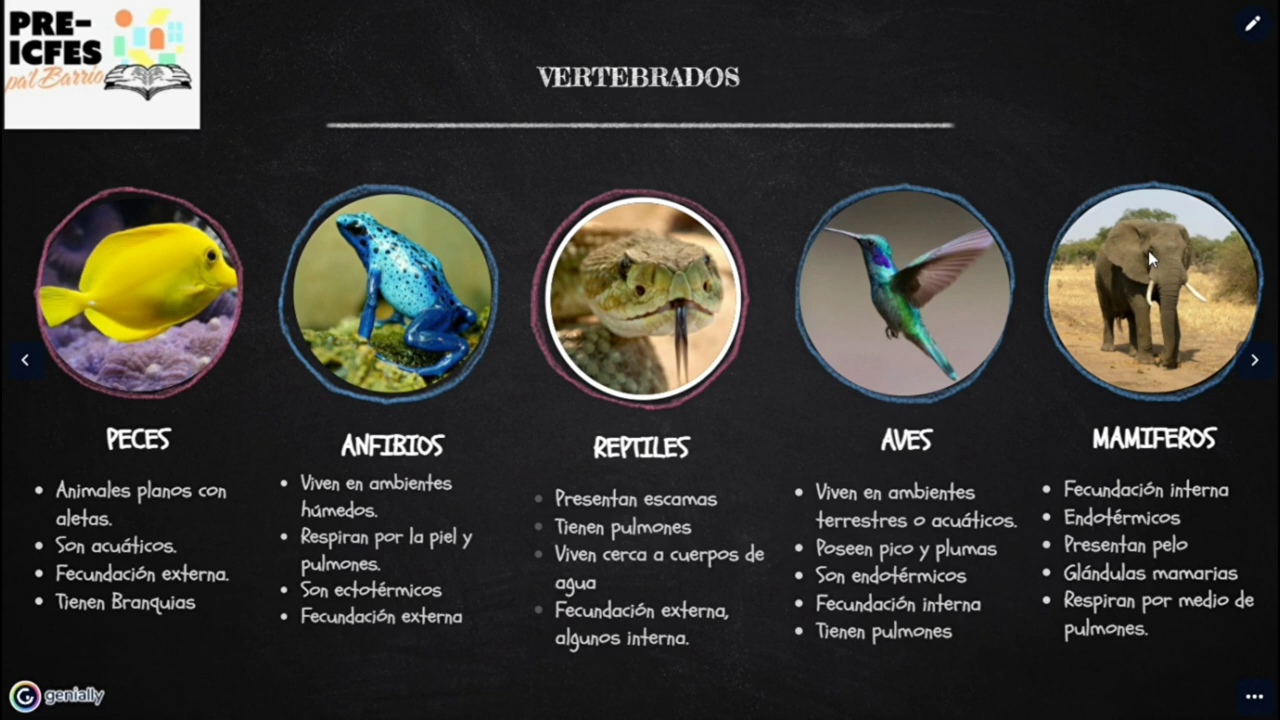 PRE-
ICFES
pa'l Barrio
VERTEBRADOS
PECES
Animales planos con
aletas.
Son acuáticos.
Fecundación externa.
Tienen Branquias
ANFIBIOS
Viven en ambientes
húmedos.
Respiran por la piel y
pulmones.
Son ectotérmicos
Fecundación externa
REPTILES
Presentan escamas
Tienen pulmones
Viven cerca a cuerpos de
agua
Fecundación externa,
algunos interna.
AVES
Viven en ambientes
terrestres o acuáticos.
Poseen pico y plumas
Son endotérmicos
Fecundación interna
Tienen pulmones
MAMIFEROS
Fecundación interna
Endotérmicos
Presentan pelo
Glándulas mamarias
Respiran por medio de
pulmones.
genially